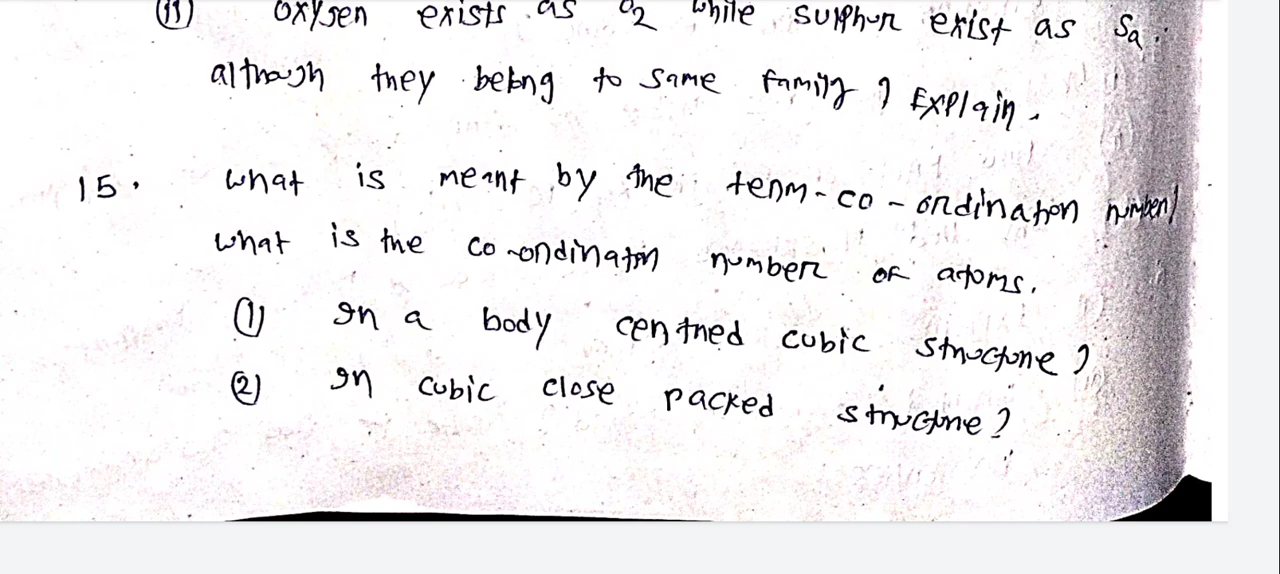 (11) oxygen exists as O2 while sulphur exist as S8.
although they belong to same family ? Explain.
15. what is meant by the term-co-ordination number/
what is the co-ordination number of atoms.
(1) In a body centred cubic structure ?
(2) In cubic close packed structure ?